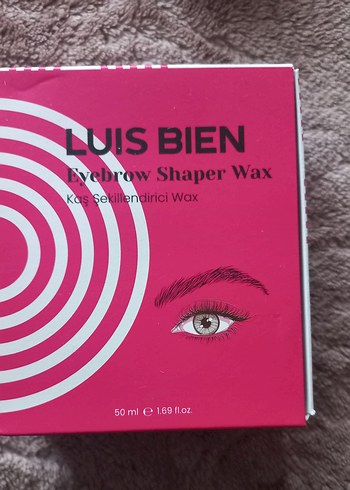 LUIS BIEN
Eyebrow Shaper Wax
Kaş Şekillendirici Wax
50 ml ℮ 1.69 fl.oz.